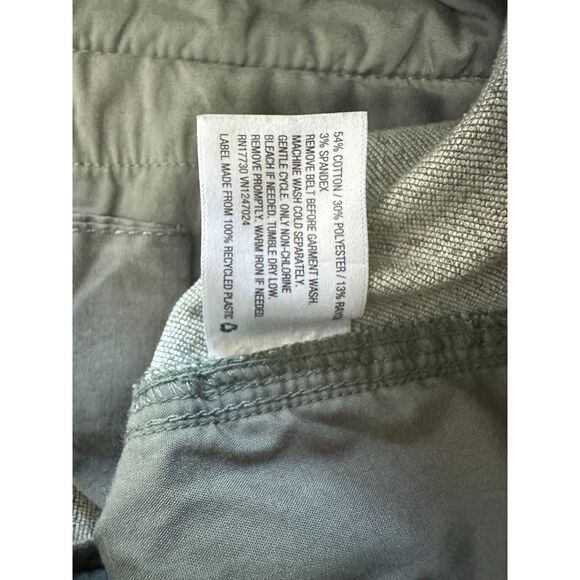 54% COTTON / 30% POLYESTER / 13% RAYO
3% SPANDEX
REMOVE BELT BEFORE GARMENT WASH.
MACHINE WASH COLD SEPARATELY.
GENTLE CYCLE. ONLY NON-CHLORINE
BLEACH IF NEEDED. TUMBLE DRY LOW.
REMOVE PROMPTLY. WARM IRON IF NEEDED.
RN17730 VN1247024
LABEL MADE FROM 100% RECYCLED PLASTIC